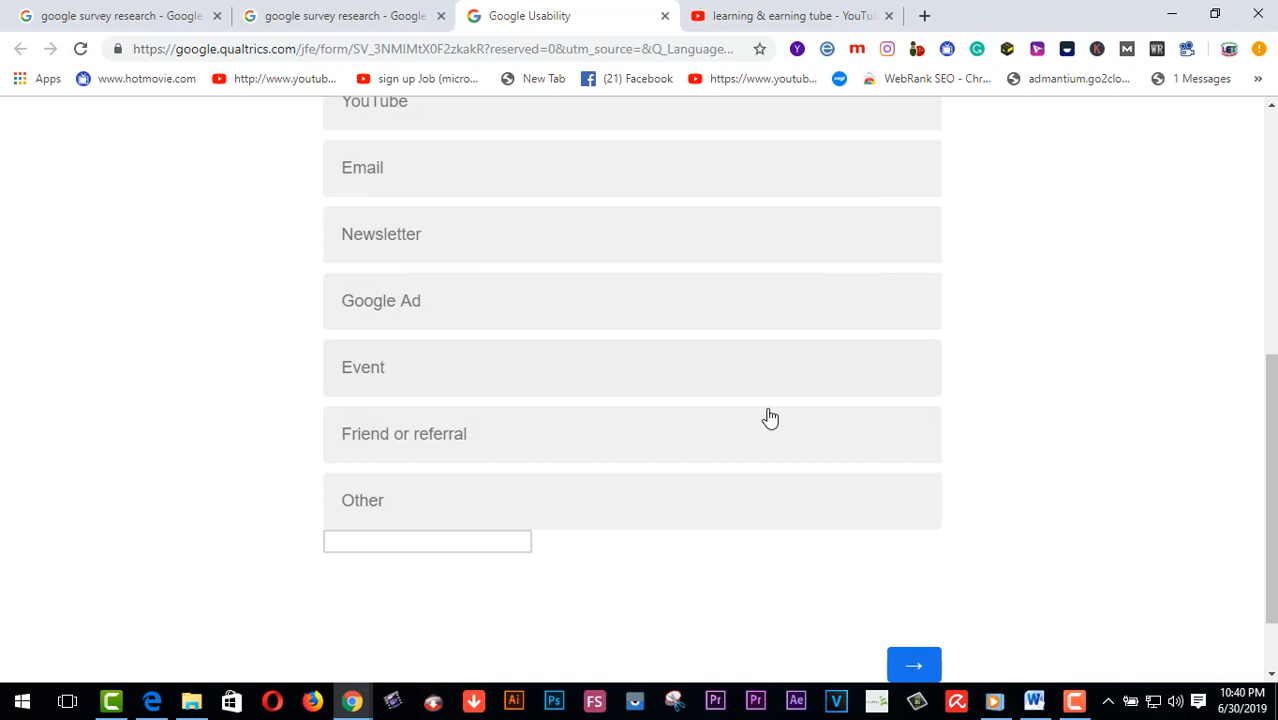 google survey research - Google
google survey research - Google
Google Usability
learning & earning tube - YouTu
https://google.qualtrics.com/jfe/form/SV_3NMIMtX0F2zkakR?reserved=0&utm_source=&Q_Language...
Apps
www.hotmovie.com
http://www.youtub...
sign up Job (micro...
New Tab
(21) Facebook
https://www.youtub...
WebRank SEO - Chr...
admantium.go2clo...
1 Messages
»
YouTube
Email
Newsletter
Google Ad
Event
Friend or referral
Other
→
10:40 PM
6/30/2019